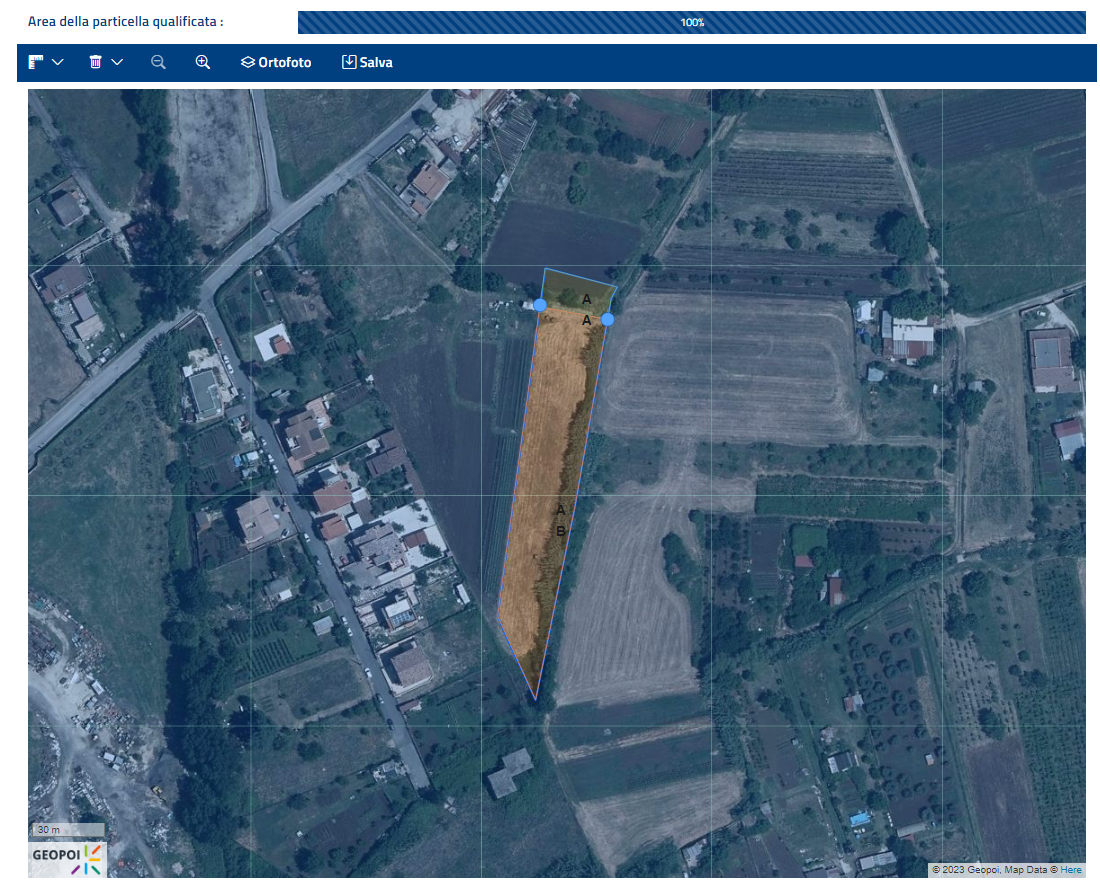 Area della particella qualificata :
100%
Ortofoto
Salva
A
A
A
B
30 m
GEOPOI
© 2023 Geopoi, Map Data © Here